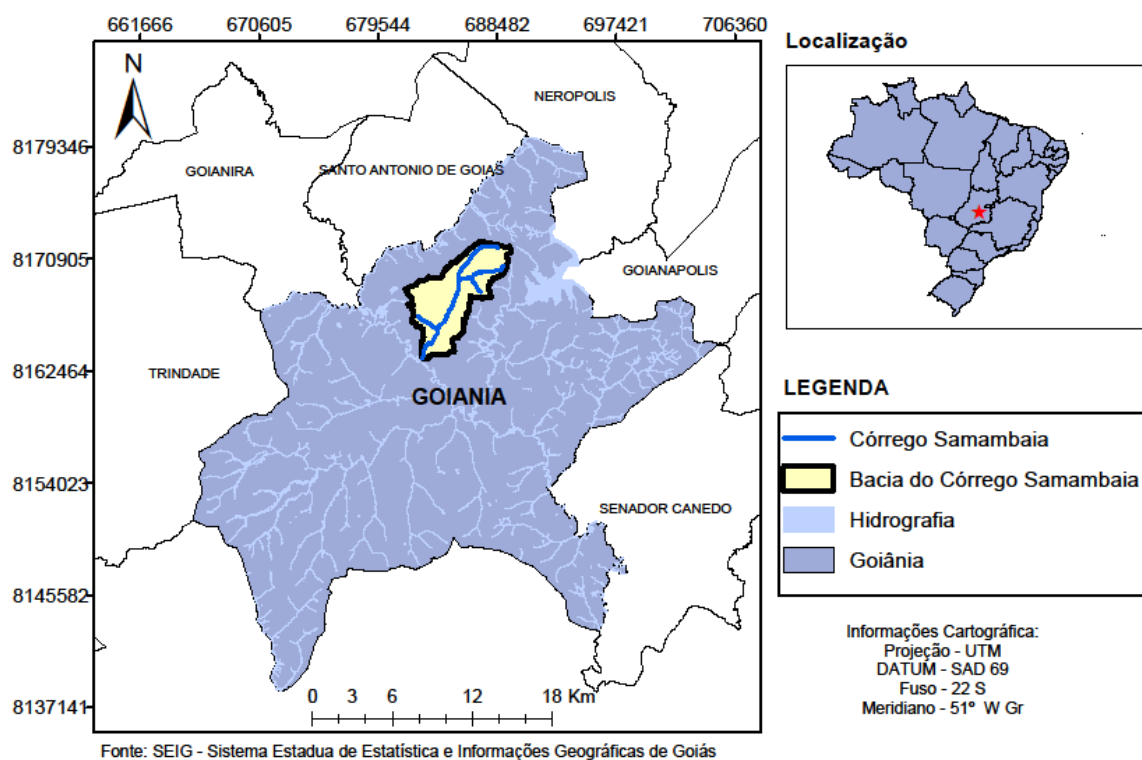 661666 670605 679544 688482 697421 706360
N
8179346
8170905
8162464
8154023
8145582
8137141
NEROPOLIS
GOIANIRA
SANTO ANTONIO DE GOIAS
GOIANAPOLIS
TRINDADE
GOIANIA
SENADOR CANEDO
0 3 6 12 18 Km
Fonte: SEIG - Sistema Estadua de Estatística e Informações Geográficas de Goiás
Localização
LEGENDA
Córrego Samambaia
Bacia do Córrego Samambaia
Hidrografia
Goiânia
Informações Cartográfica:
Projeção - UTM
DATUM - SAD 69
Fuso - 22 S
Meridiano - 51º W Gr